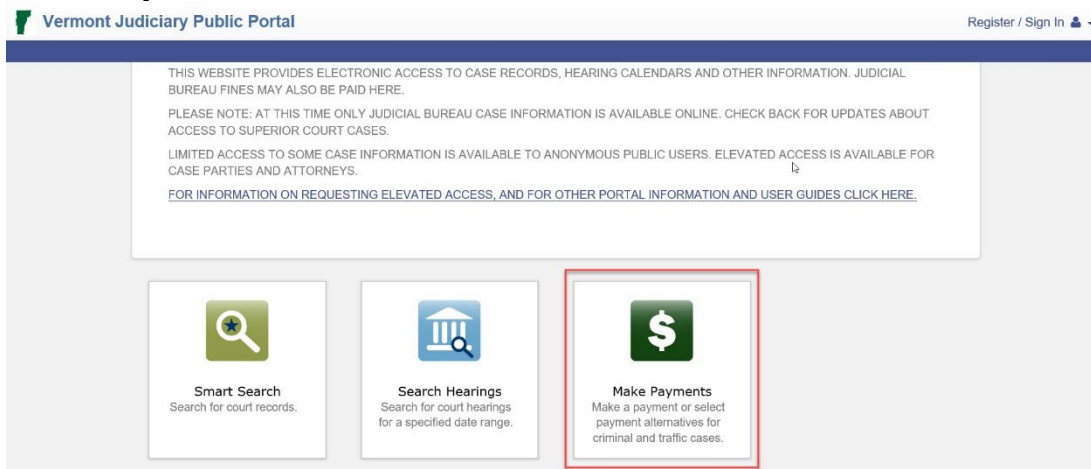 Vermont Judiciary Public Portal
Register / Sign In
THIS WEBSITE PROVIDES ELECTRONIC ACCESS TO CASE RECORDS, HEARING CALENDARS AND OTHER INFORMATION. JUDICIAL
BUREAU FINES MAY ALSO BE PAID HERE.
PLEASE NOTE: AT THIS TIME ONLY JUDICIAL BUREAU CASE INFORMATION IS AVAILABLE ONLINE. CHECK BACK FOR UPDATES ABOUT
ACCESS TO SUPERIOR COURT CASES.
LIMITED ACCESS TO SOME CASE INFORMATION IS AVAILABLE TO ANONYMOUS PUBLIC USERS. ELEVATED ACCESS IS AVAILABLE FOR
CASE PARTIES AND ATTORNEYS.
FOR INFORMATION ON REQUESTING ELEVATED ACCESS, AND FOR OTHER PORTAL INFORMATION AND USER GUIDES CLICK HERE.
$
Smart Search
Search for court records.
Search Hearings
Search for court hearings
for a specified date range.
Make Payments
Make a payment or select
payment alternatives for
criminal and traffic cases.